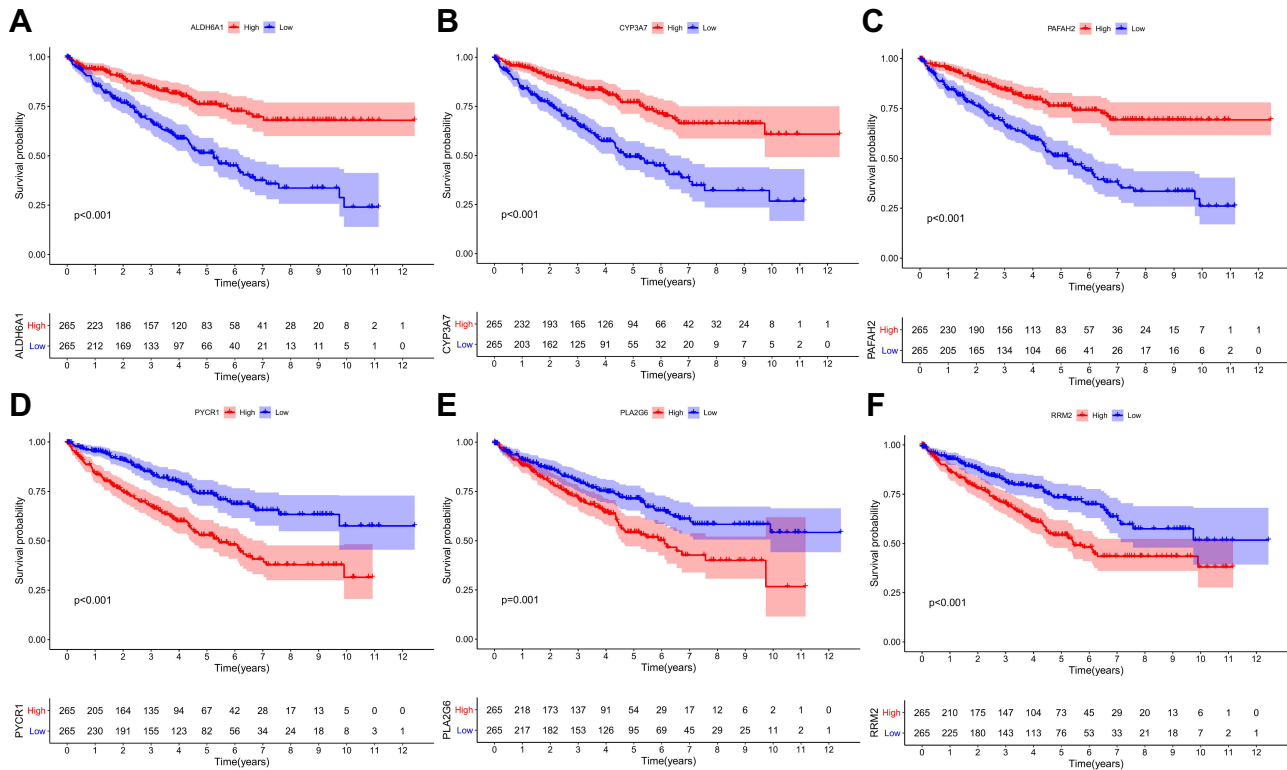 A
ALDH6A1 High Low
Survival probability
1.00
0.75
0.50
0.25
0.00
p<0.001
0 1 2 3 4 5 6 7 8 9 10 11 12
Time(years)
ALDH6A1
High 265 223 186 157 120 83 58 41 28 20 8 2 1
Low 265 212 169 133 97 66 40 21 13 11 5 1 0
0 1 2 3 4 5 6 7 8 9 10 11 12
Time(years)
B
CYP3A7 High Low
Survival probability
1.00
0.75
0.50
0.25
0.00
p<0.001
0 1 2 3 4 5 6 7 8 9 10 11 12
Time(years)
CYP3A7
High 265 232 193 165 126 94 66 42 32 24 8 1 1
Low 265 203 162 125 91 55 32 20 9 7 5 2 0
0 1 2 3 4 5 6 7 8 9 10 11 12
Time(years)
C
PAFAH2 High Low
Survival probability
1.00
0.75
0.50
0.25
0.00
p<0.001
0 1 2 3 4 5 6 7 8 9 10 11 12
Time(years)
PAFAH2
High 265 230 190 156 113 83 57 36 24 15 7 1 1
Low 265 205 165 134 104 66 41 26 17 16 6 2 0
0 1 2 3 4 5 6 7 8 9 10 11 12
Time(years)
D
PYCR1 High Low
Survival probability
1.00
0.75
0.50
0.25
0.00
p<0.001
0 1 2 3 4 5 6 7 8 9 10 11 12
Time(years)
PYCR1
High 265 205 164 135 94 67 42 28 17 13 5 0 0
Low 265 230 191 155 123 82 56 34 24 18 8 3 1
0 1 2 3 4 5 6 7 8 9 10 11 12
Time(years)
E
PLA2G6 High Low
Survival probability
1.00
0.75
0.50
0.25
0.00
p=0.001
0 1 2 3 4 5 6 7 8 9 10 11 12
Time(years)
PLA2G6
High 265 218 173 137 91 54 29 17 12 6 2 1 0
Low 265 217 182 153 126 95 69 45 29 25 11 2 1
0 1 2 3 4 5 6 7 8 9 10 11 12
Time(years)
F
RRM2 High Low
Survival probability
1.00
0.75
0.50
0.25
0.00
p<0.001
0 1 2 3 4 5 6 7 8 9 10 11 12
Time(years)
RRM2
High 265 210 175 147 104 73 45 29 20 13 6 1 0
Low 265 225 180 143 113 76 53 33 21 18 7 2 1
0 1 2 3 4 5 6 7 8 9 10 11 12
Time(years)